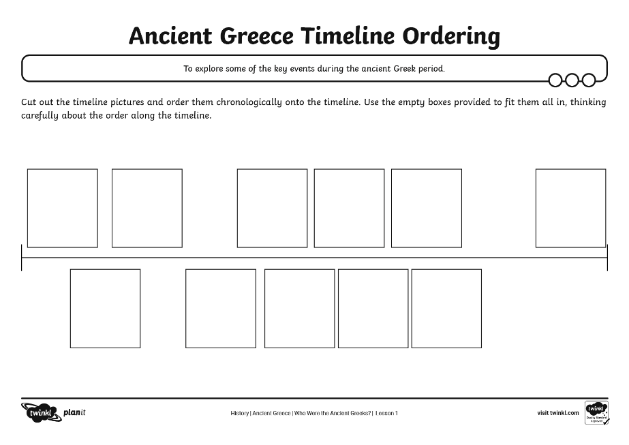 Ancient Greece Timeline Ordering
To explore some of the key events during the ancient Greek period.
Cut out the timeline pictures and order them chronologically onto the timeline. Use the empty boxes provided to fit them all in, thinking
carefully about the order along the timeline.
twinkl planit
History | Ancient Greece | Who Were the Ancient Greeks? | Lesson 1
visit twinkl.com
twinkl